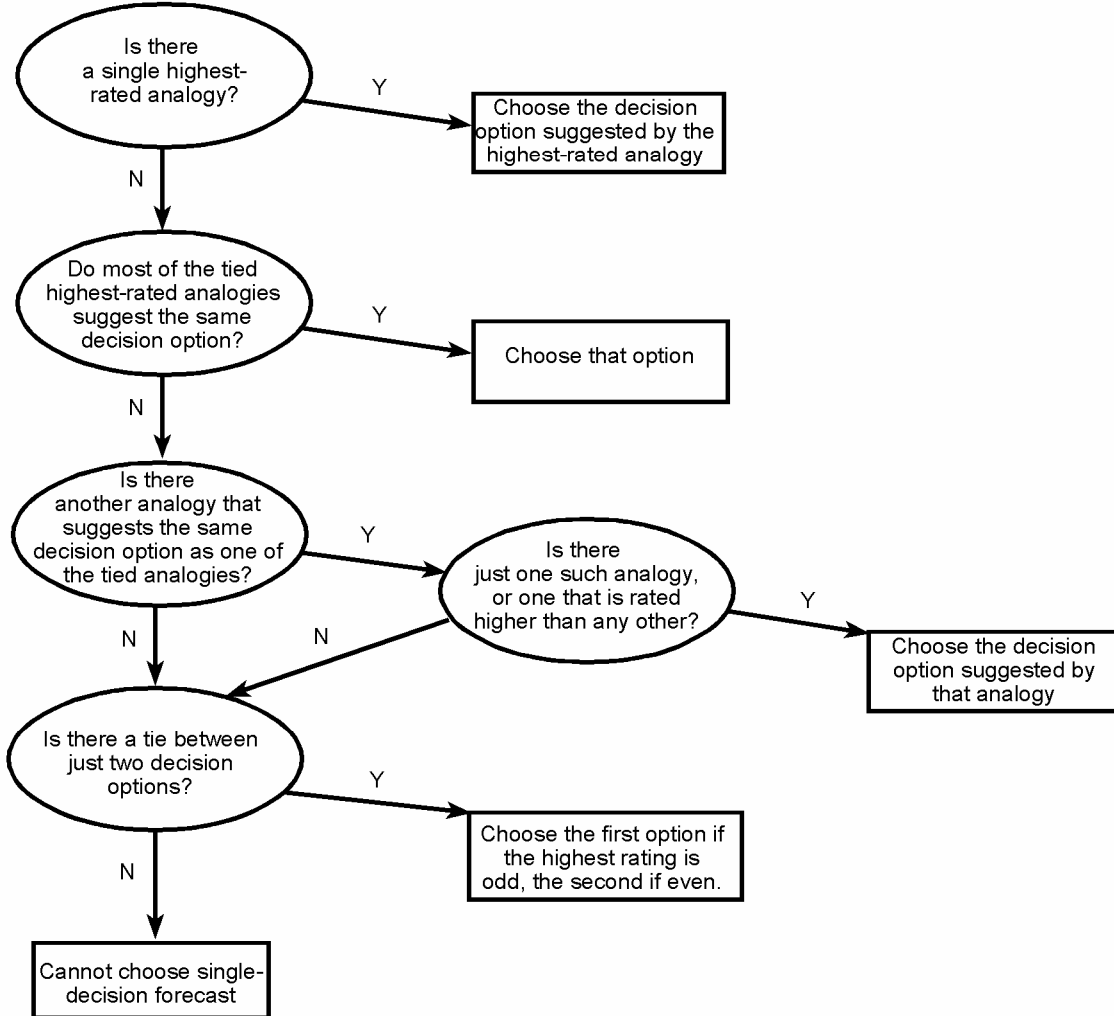 Is there
a single highest-
rated analogy?
Y
Choose the decision
option suggested by the
highest-rated analogy
N
Do most of the tied
highest-rated analogies
suggest the same
decision option?
Y
Choose that option
N
Is there
another analogy that
suggests the same
decision option as one of
the tied analogies?
Y
Is there
just one such analogy,
or one that is rated
higher than any other?
Y
Choose the decision
option suggested by
that analogy
N
N
Is there a tie between
just two decision
options?
Y
Choose the first option if
the highest rating is
odd, the second if even.
N
Cannot choose single-
decision forecast